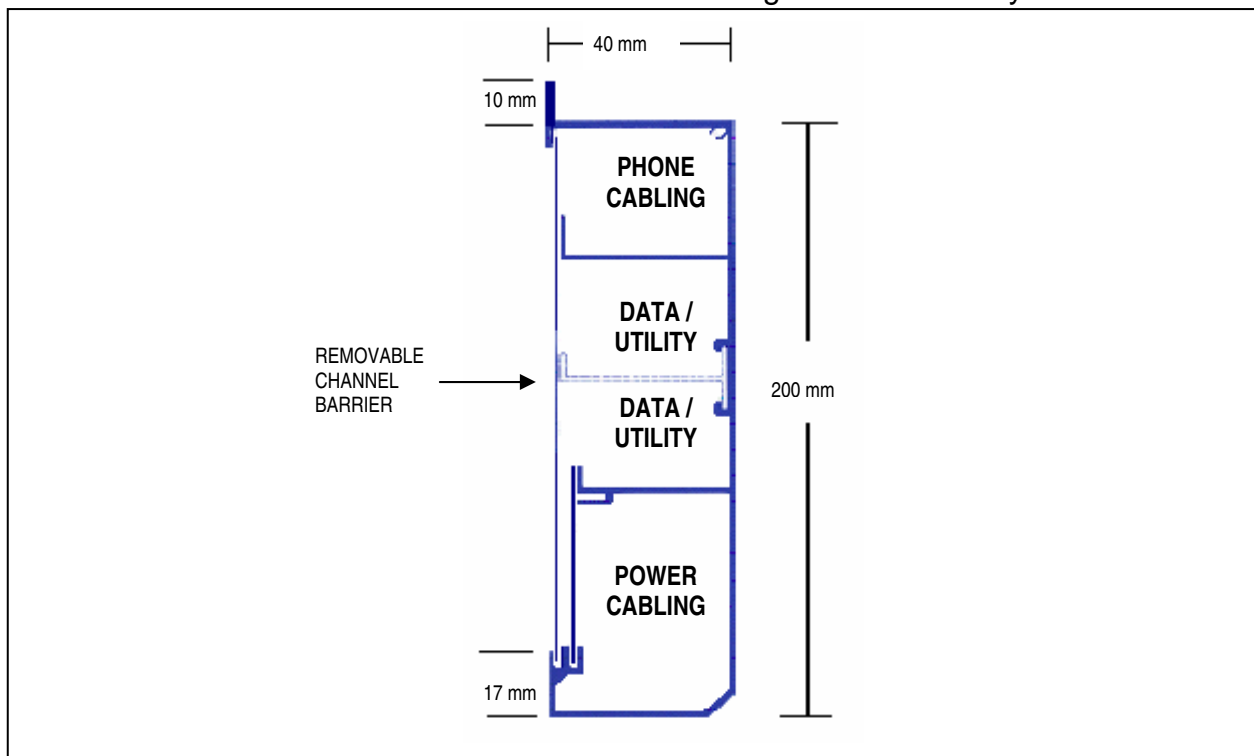 40 mm
10 mm
PHONE
CABLING
DATA /
UTILITY
REMOVABLE
CHANNEL
BARRIER
200 mm
DATA /
UTILITY
POWER
CABLING
17 mm